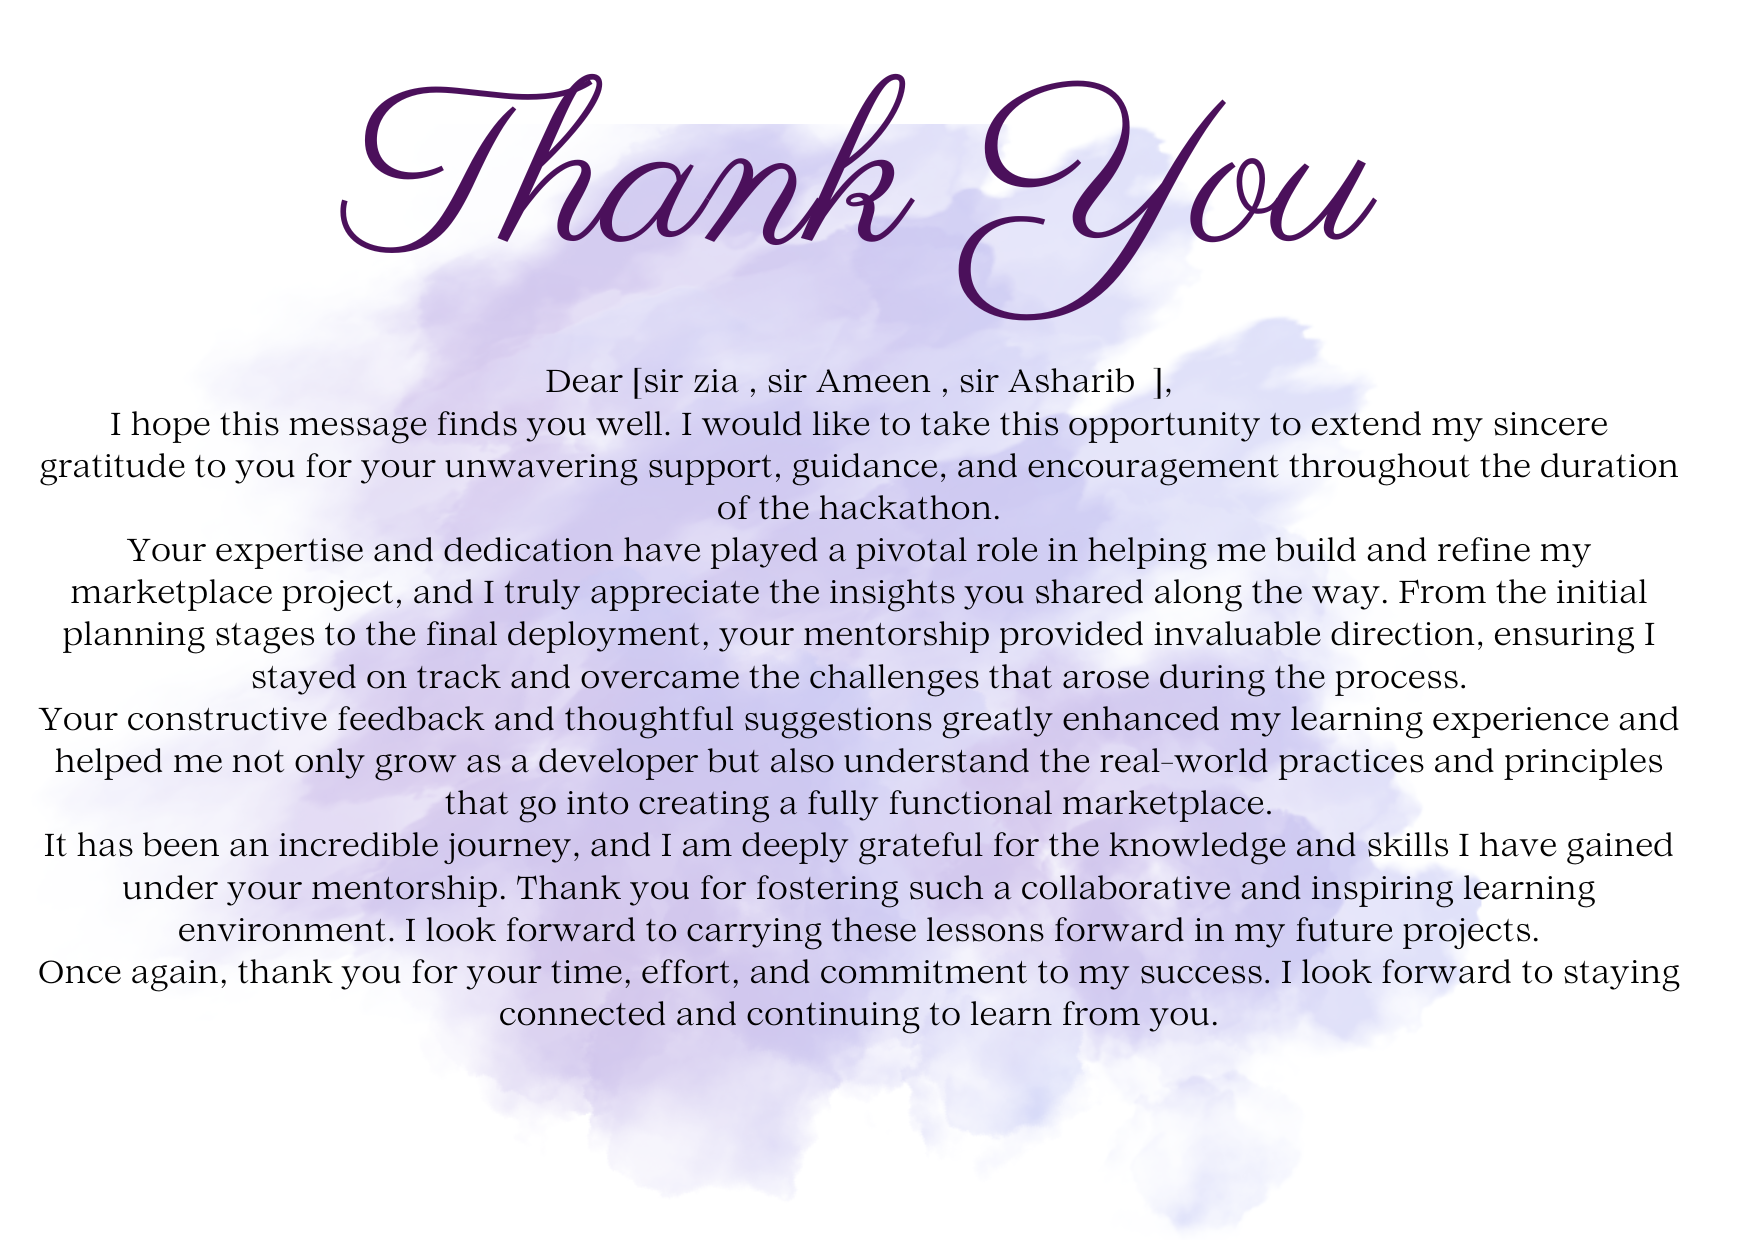 Thank You
Dear [sir zia , sir Ameen , sir Asharib  ],
I hope this message finds you well. I would like to take this opportunity to extend my sincere
gratitude to you for your unwavering support, guidance, and encouragement throughout the duration
of the hackathon.
Your expertise and dedication have played a pivotal role in helping me build and refine my
marketplace project, and I truly appreciate the insights you shared along the way. From the initial
planning stages to the final deployment, your mentorship provided invaluable direction, ensuring I
stayed on track and overcame the challenges that arose during the process.
Your constructive feedback and thoughtful suggestions greatly enhanced my learning experience and
helped me not only grow as a developer but also understand the real-world practices and principles
that go into creating a fully functional marketplace.
It has been an incredible journey, and I am deeply grateful for the knowledge and skills I have gained
under your mentorship. Thank you for fostering such a collaborative and inspiring learning
environment. I look forward to carrying these lessons forward in my future projects.
Once again, thank you for your time, effort, and commitment to my success. I look forward to staying
connected and continuing to learn from you.